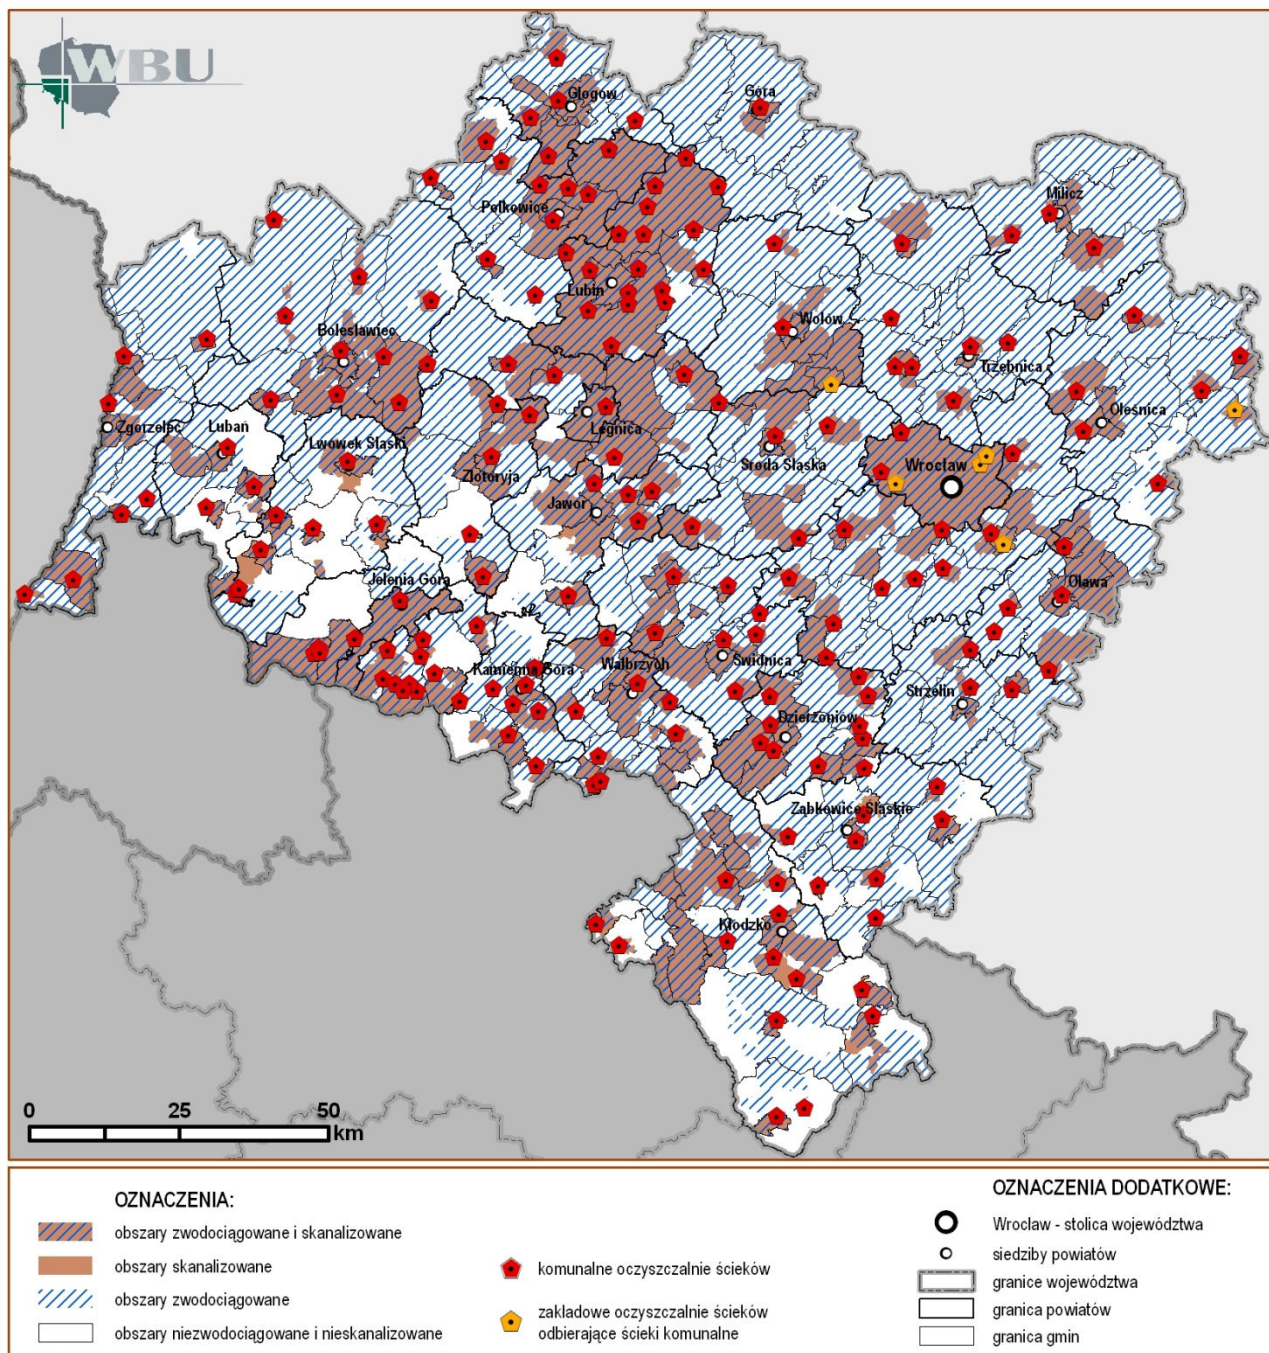 WBU
Głogów
Góra
Milicz
Polkowice
Lubin
Wołów
Bolesławiec
Trzebnica
Oleśnica
Zgorzelec
Lubań
Lwówek Śląski
Legnica
Środa Śląska
Wrocław
Złotoryja
Jawor
Jelenia Góra
Oława
Kamienna Góra
Wałbrzych
Świdnica
Strzelin
Dzierżoniów
Ząbkowice Śląskie
Kłodzko
0 25 50
km
OZNACZENIA:
obszary zwodociągowane i skanalizowane
obszary skanalizowane
obszary zwodociągowane
obszary niezwodociągowane i nieskanalizowane
komunalne oczyszczalnie ścieków
zakładowe oczyszczalnie ścieków
odbierające ścieki komunalne
OZNACZENIA DODATKOWE:
Wrocław - stolica województwa
siedziby powiatów
granice województwa
granica powiatów
granica gmin